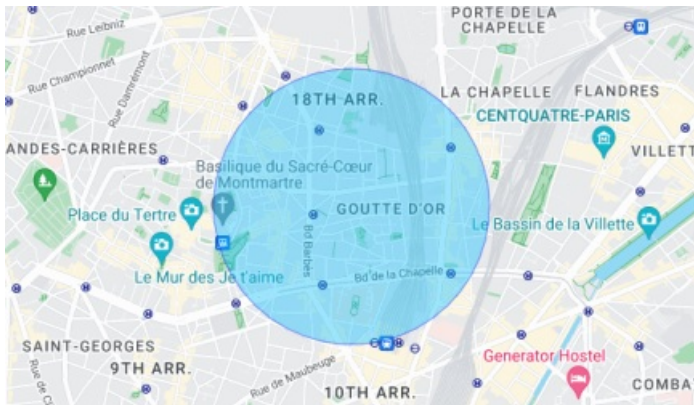 PORTE DE LA
CHAPELLE
Rue Leibniz
Rue Championnet
Rue Damrémont
18TH ARR.
LA CHAPELLE
FLANDRES
CENTQUATRE-PARIS
ANDES-CARRIÈRES
VILLETT
Basilique du Sacré-Cœur
de Montmartre
Place du Tertre
GOUTTE D'OR
Le Bassin de la Villette
Bd Barbès
Le Mur des Je t'aime
Bd de la Chapelle
SAINT-GEORGES
9TH ARR.
Generator Hostel
Rue de Maubeuge
10TH ARR.
COMBA